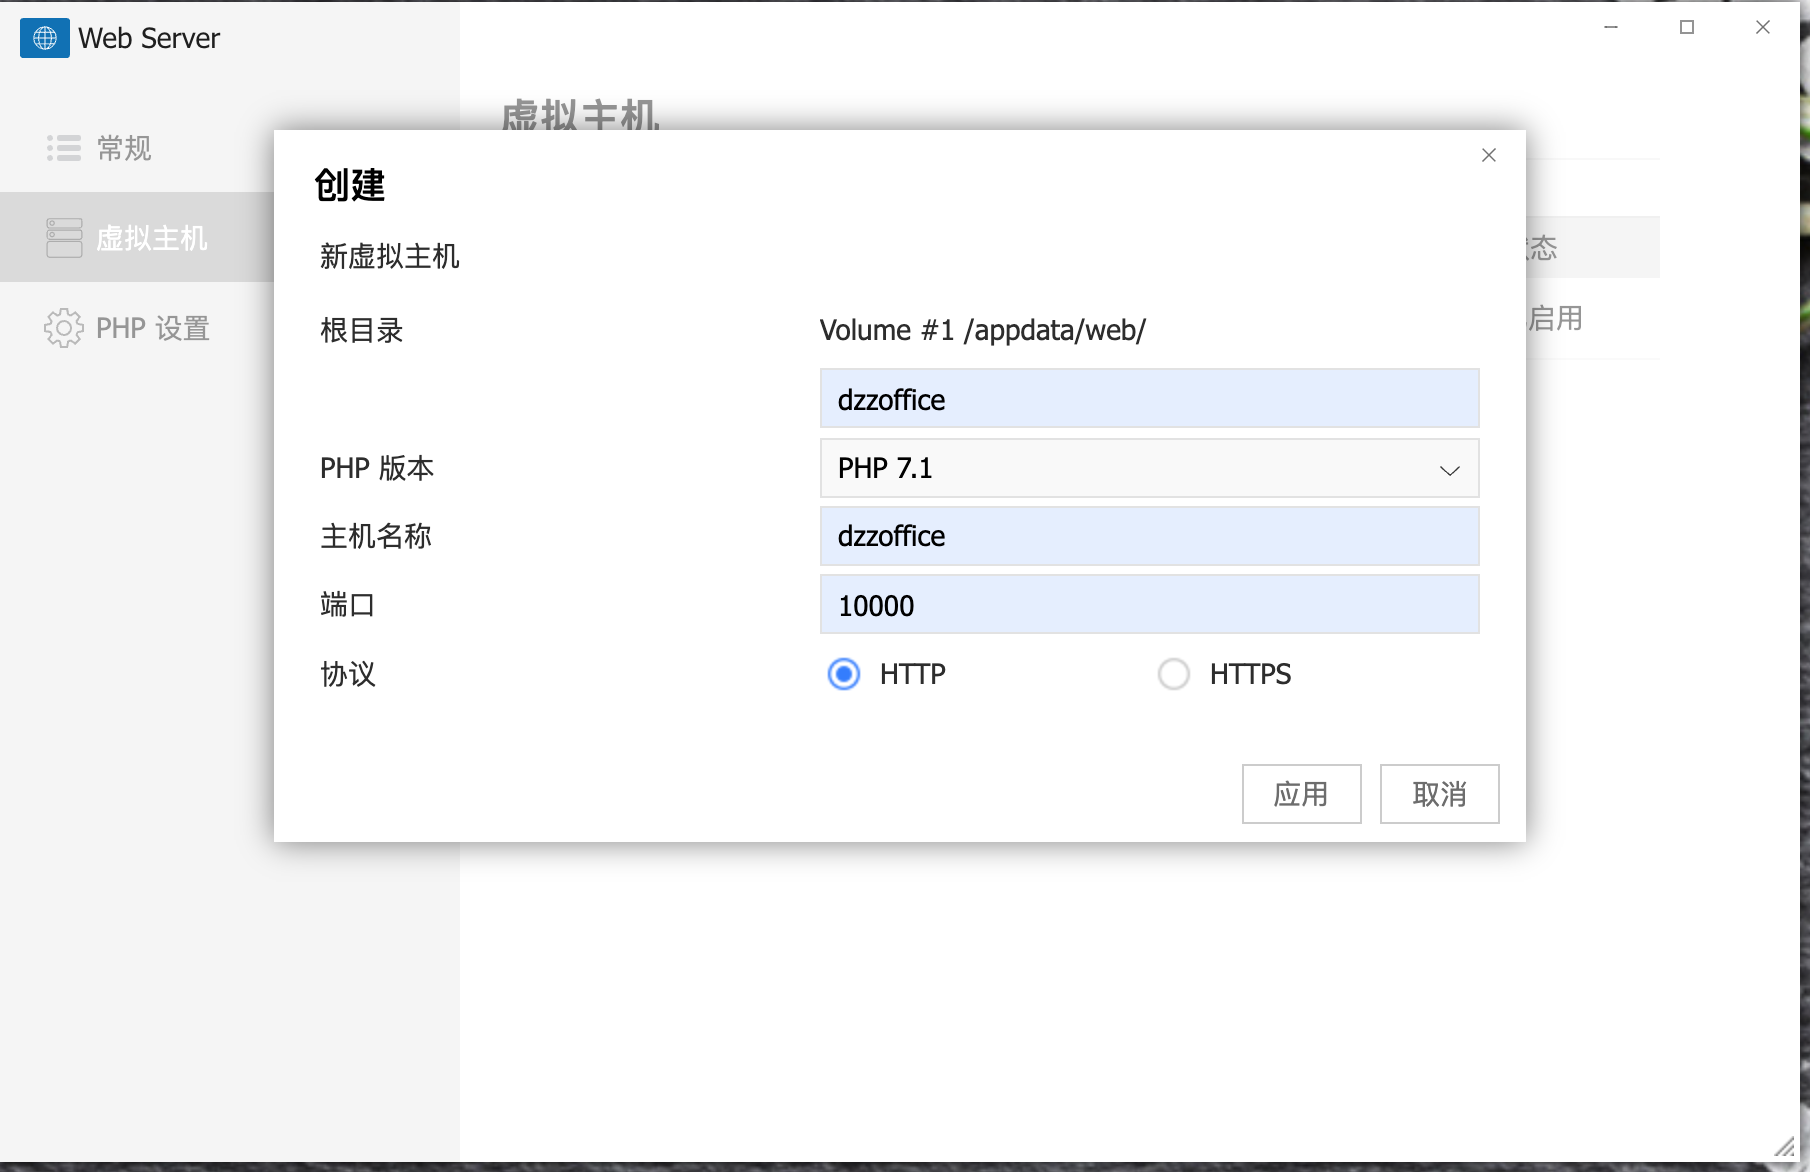 Web Server
常规
虚拟主机
PHP 设置
虚拟主机
态
启用
创建
新虚拟主机
根目录
Volume #1 /appdata/web/
dzzoffice
PHP 版本
PHP 7.1
主机名称
dzzoffice
端口
10000
协议
HTTP
HTTPS
应用
取消